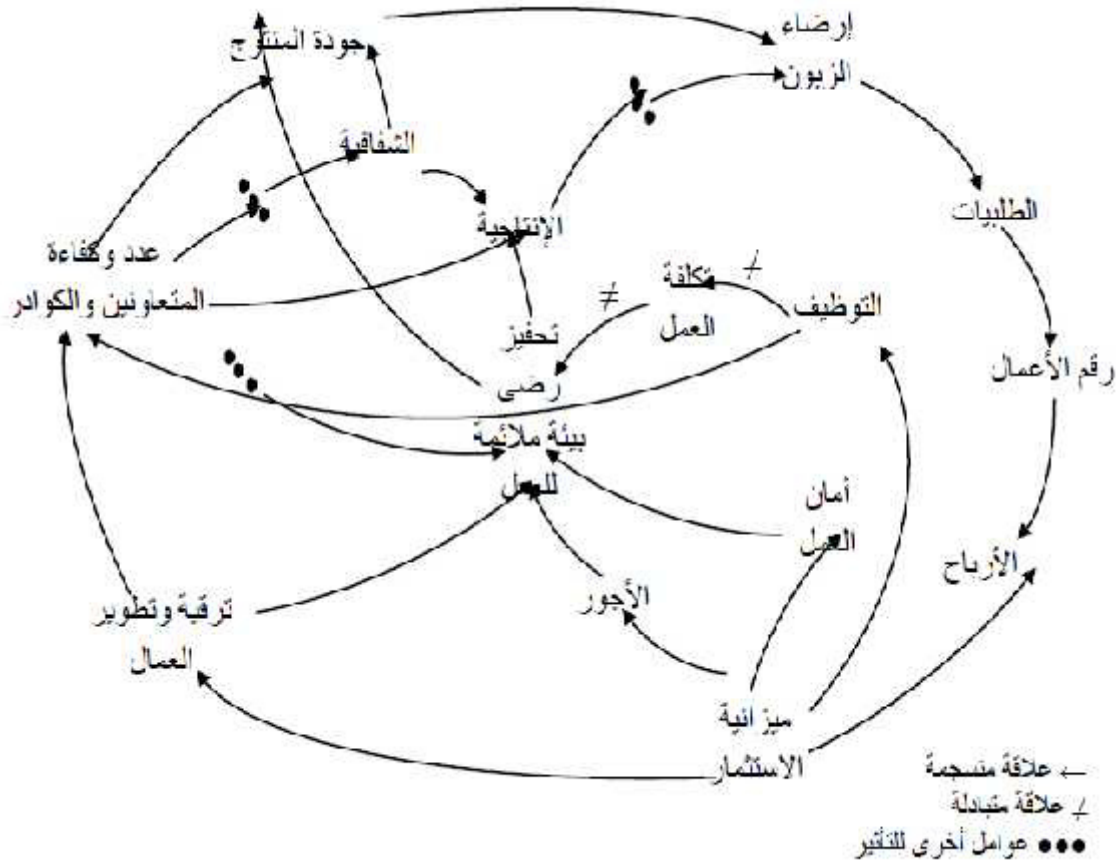 إرضاء
جودة المنتوج
الزبون
الشفافية
الطلبيات
الإنتاجية
عدد وكفاءة
المتعاونين والكوادر
تكلفة
≠
≠
العمل
التوظيف
تحفيز
رضى
رقم الأعمال
بيئة ملائمة
للعمل
أمان
العمل
الأرباح
الأجور
ترقية وتطوير
العمال
ميزانية
الاستثمار
← علاقة منسجمة
≠ علاقة متبادلة
●●● عوامل أخرى للتأثير